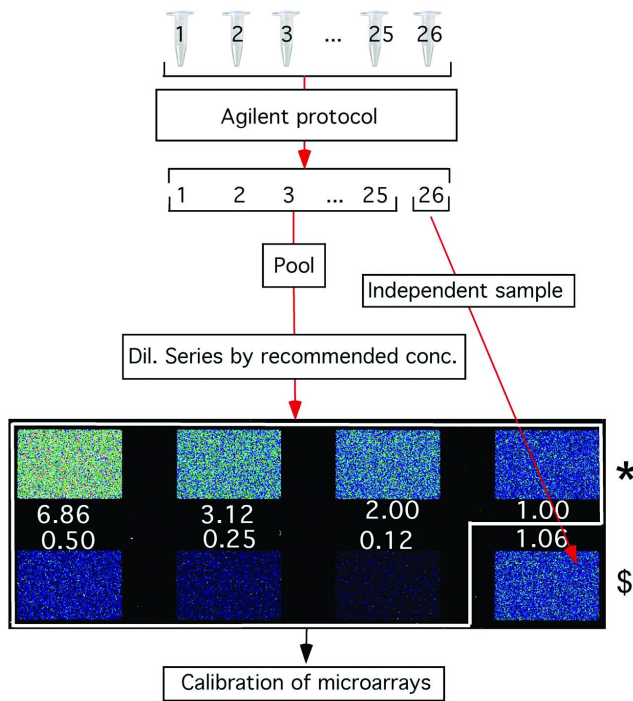 1 2 3 ... 25 26
Agilent protocol
1 2 3 ... 25 26
Pool
Independent sample
Dil. Series by recommended conc.
*
6.86 3.12 2.00 1.00
0.50 0.25 0.12 1.06
$
Calibration of microarrays